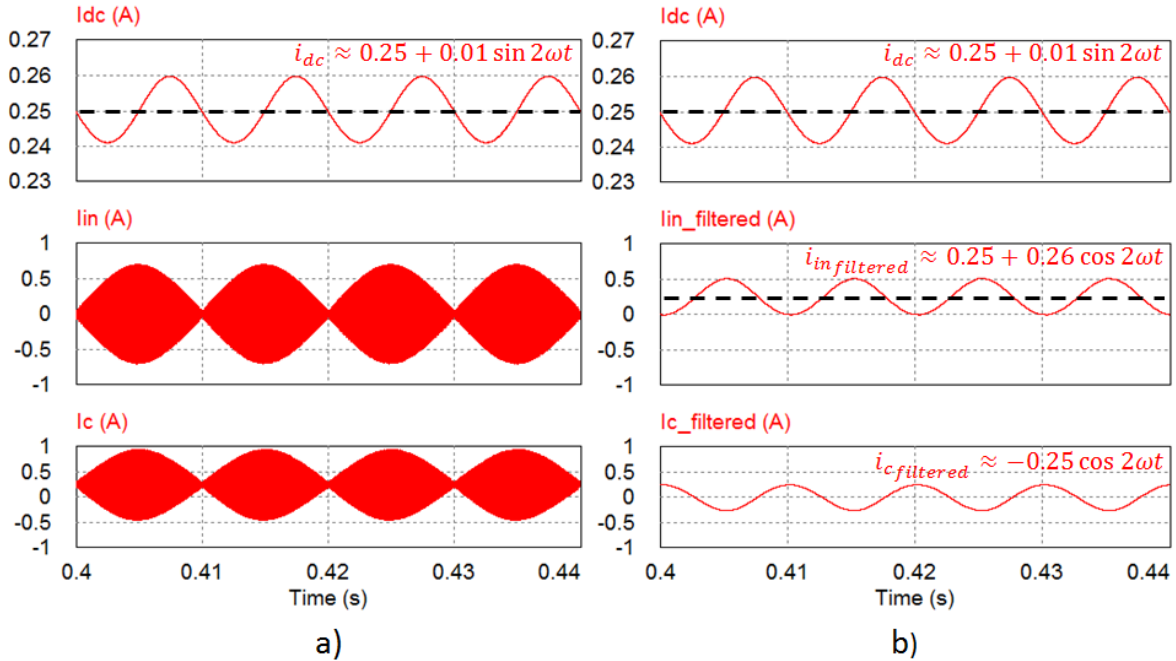 Idc (A)
0.27
0.26
0.25
0.24
0.23
i_dc ≈ 0.25 + 0.01 sin 2ωt
Iin (A)
1
0.5
0
-0.5
-1
Ic (A)
1
0.5
0
-0.5
-1
0.4
0.41
0.42
0.43
0.44
Time (s)
a)
Idc (A)
0.27
0.26
0.25
0.24
0.23
i_dc ≈ 0.25 + 0.01 sin 2ωt
Iin_filtered (A)
1
0.5
0
-0.5
-1
i_in_filtered ≈ 0.25 + 0.26 cos 2ωt
Ic_filtered (A)
1
0.5
0
-0.5
-1
i_c_filtered ≈ −0.25 cos 2ωt
0.4
0.41
0.42
0.43
0.44
Time (s)
b)